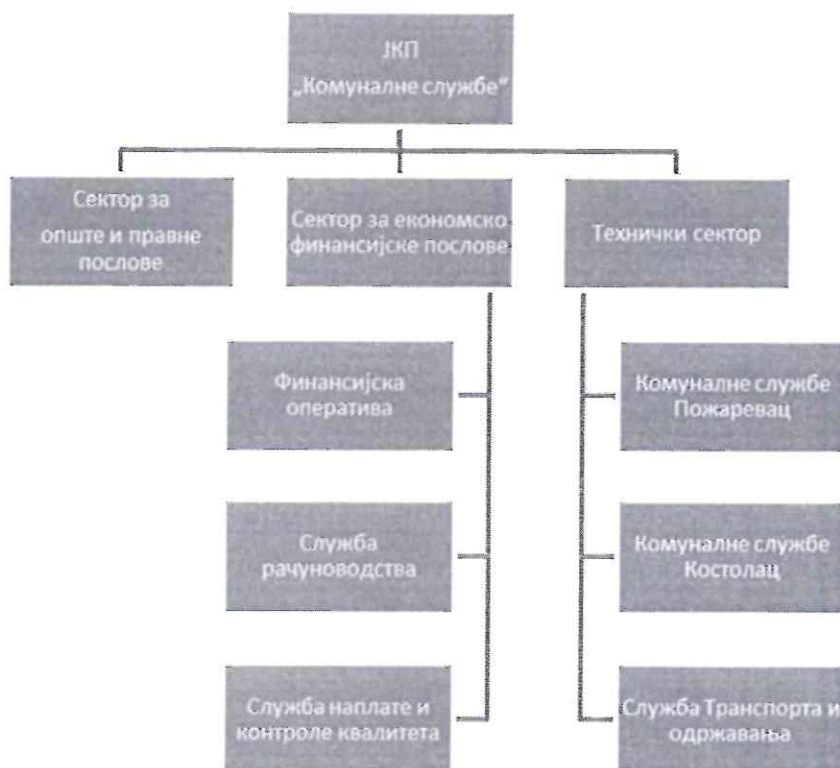 ЈКП
„Комуналне службе“
Сектор за
опште и правне
послове
Сектор за економско
финансијске послове
Технички сектор
Финансијска
оператива
Комуналне службе
Пожаревац
Служба
рачуноводства
Комуналне службе
Костолац
Служба наплате и
контроле квалитета
Служба Транспорта и
одржавања